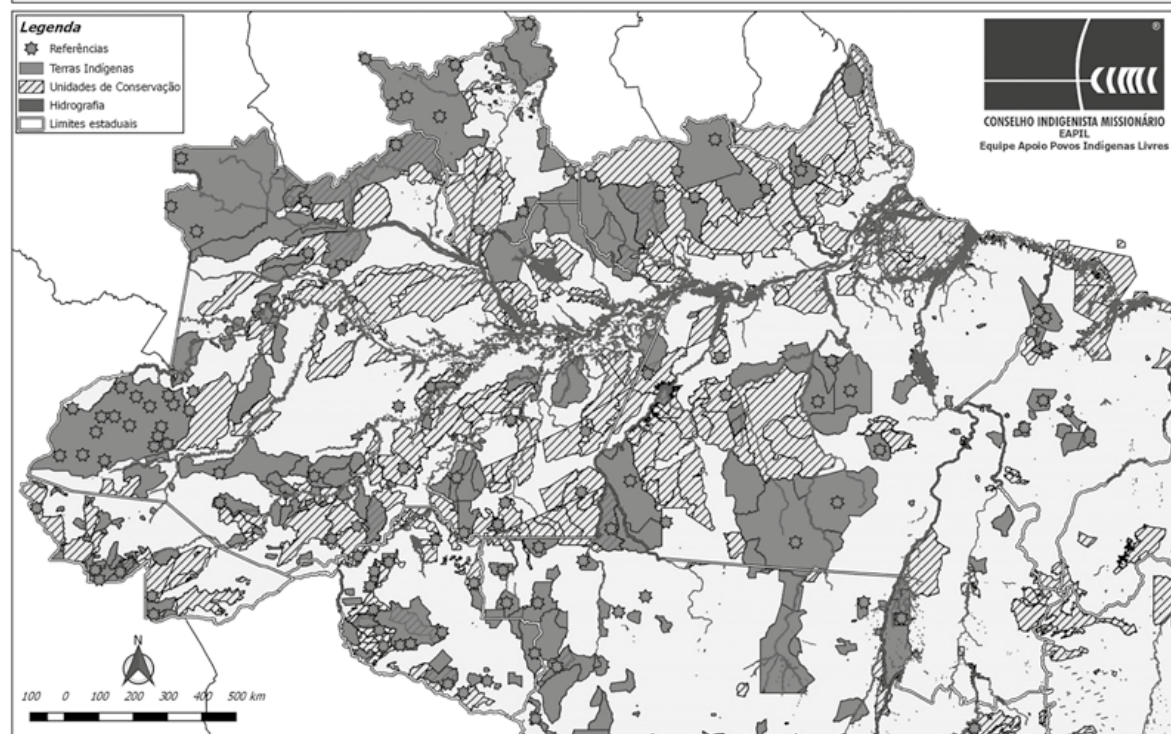 Legenda
Referências
Terras Indígenas
Unidades de Conservação
Hidrografia
Limites estaduais
®
CONSELHO INDIGENISTA MISSIONÁRIO
EAPIL
Equipe Apoio Povos Indígenas Livres
N
100 0 100 200 300 400 500 km